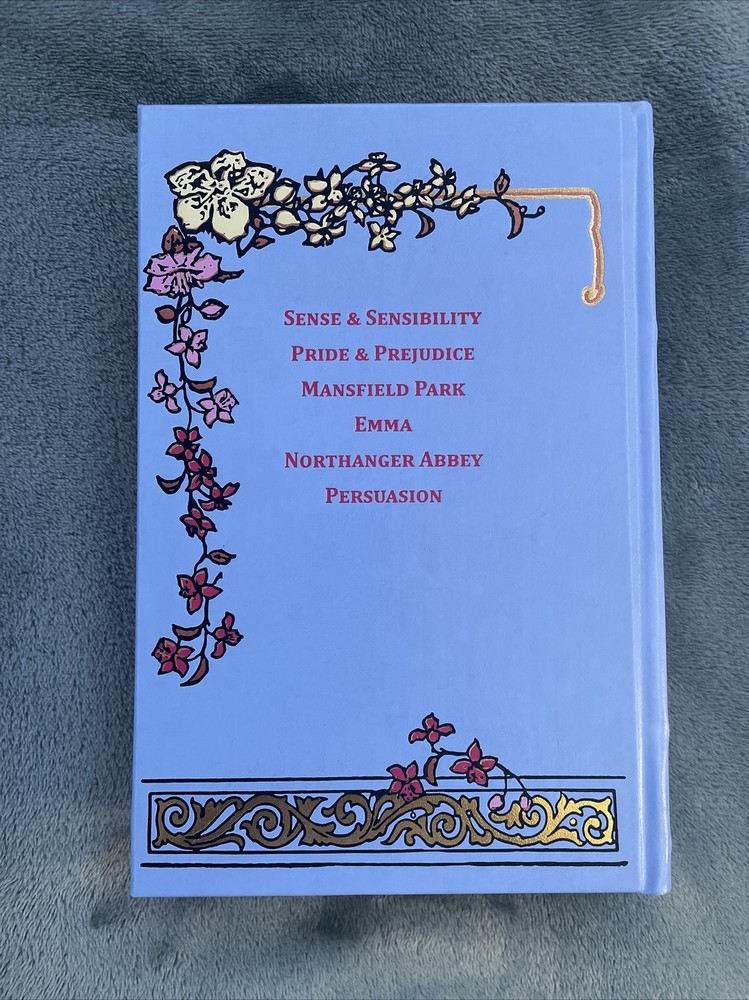 Sense & Sensibility
Pride & Prejudice
Mansfield Park
Emma
Northanger Abbey
Persuasion